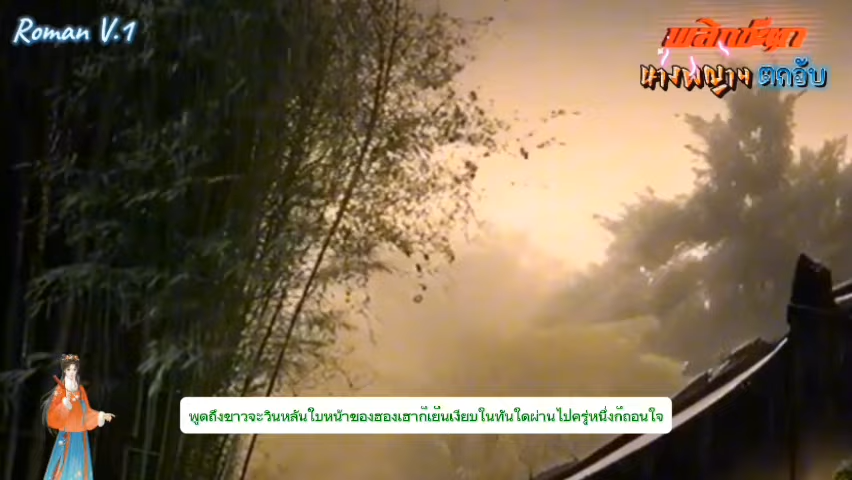 Roman V.1
พลิกชะตา
นางพญาฯ ตกอับ
พูดถึงขาวจะวินหลันใบหน้าของฮองเฮาก็เย็นเงียบในทันใดผ่านไปครู่หนึ่งก็ถอนใจ